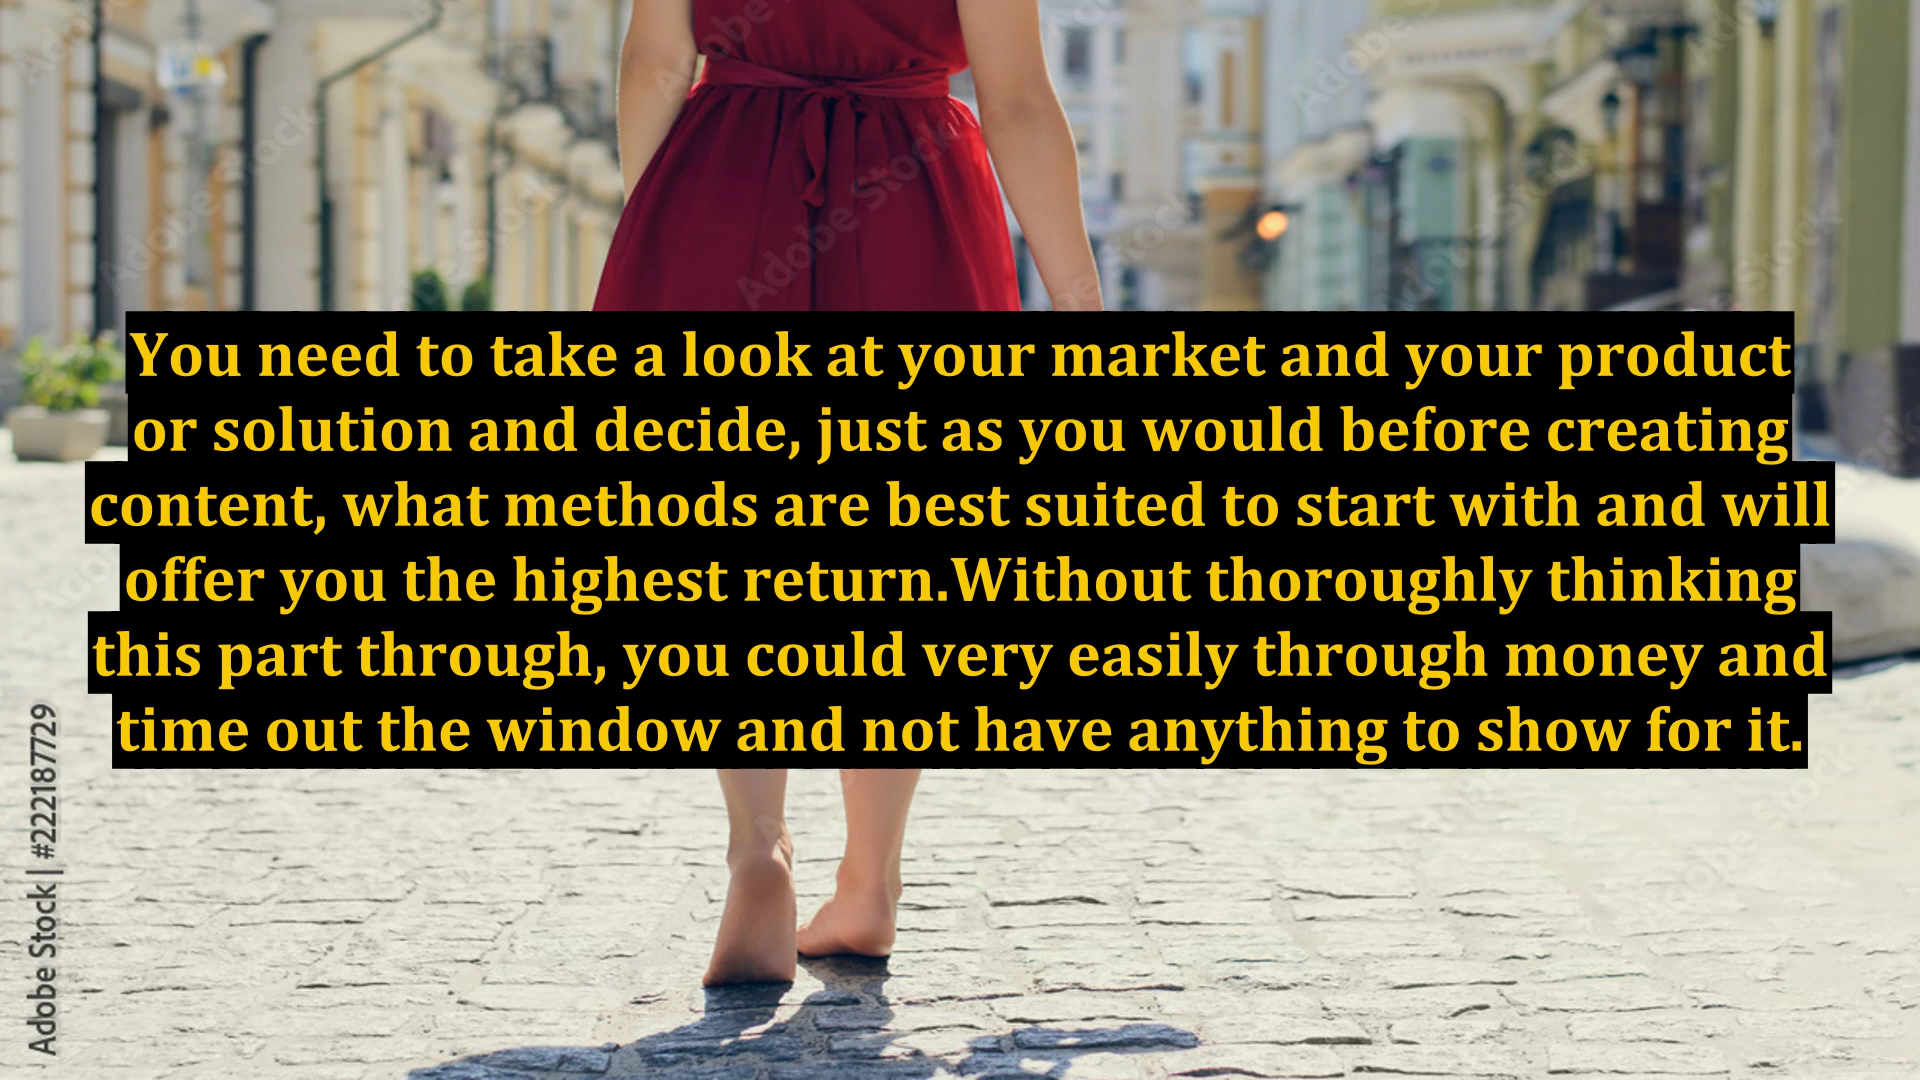 You need to take a look at your market and your product
or solution and decide, just as you would before creating
content, what methods are best suited to start with and will
offer you the highest return.Without thoroughly thinking
this part through, you could very easily through money and
time out the window and not have anything to show for it.
Adobe Stock | #222187729
Adobe Stock